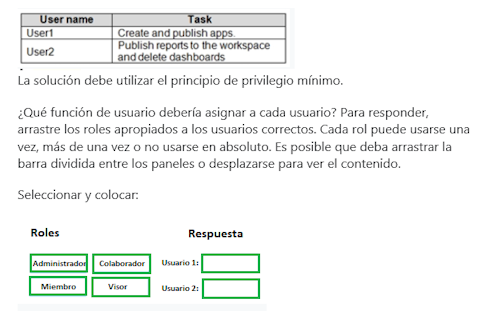 User name Task
User1 Create and publish apps.
User2 Publish reports to the workspace
and delete dashboards
La solución debe utilizar el principio de privilegio mínimo.
¿Qué función de usuario debería asignar a cada usuario? Para responder,
arrastre los roles apropiados a los usuarios correctos. Cada rol puede usarse una
vez, más de una vez o no usarse en absoluto. Es posible que deba arrastrar la
barra dividida entre los paneles o desplazarse para ver el contenido.
Seleccionar y colocar:
Roles Respuesta
Administrador Colaborador Usuario 1:
Miembro Visor Usuario 2: